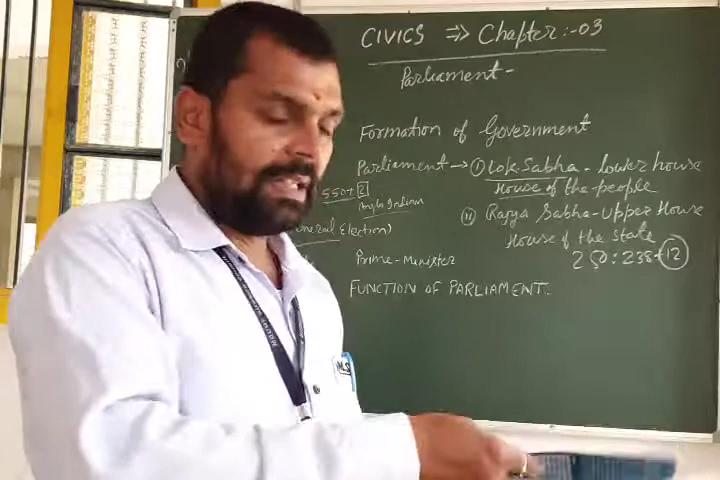 CIVICS => Chapter:-03
Parliament-
Formation of Government
Parliament → (i) Lok Sabha - lower house
House of the people
550+2
Anglo Indian
(ii) Rajya Sabha - Upper House
House of the State
250:238+12
neral Election)
Prime-Minister
FUNCTION OF PARLIAMENT: